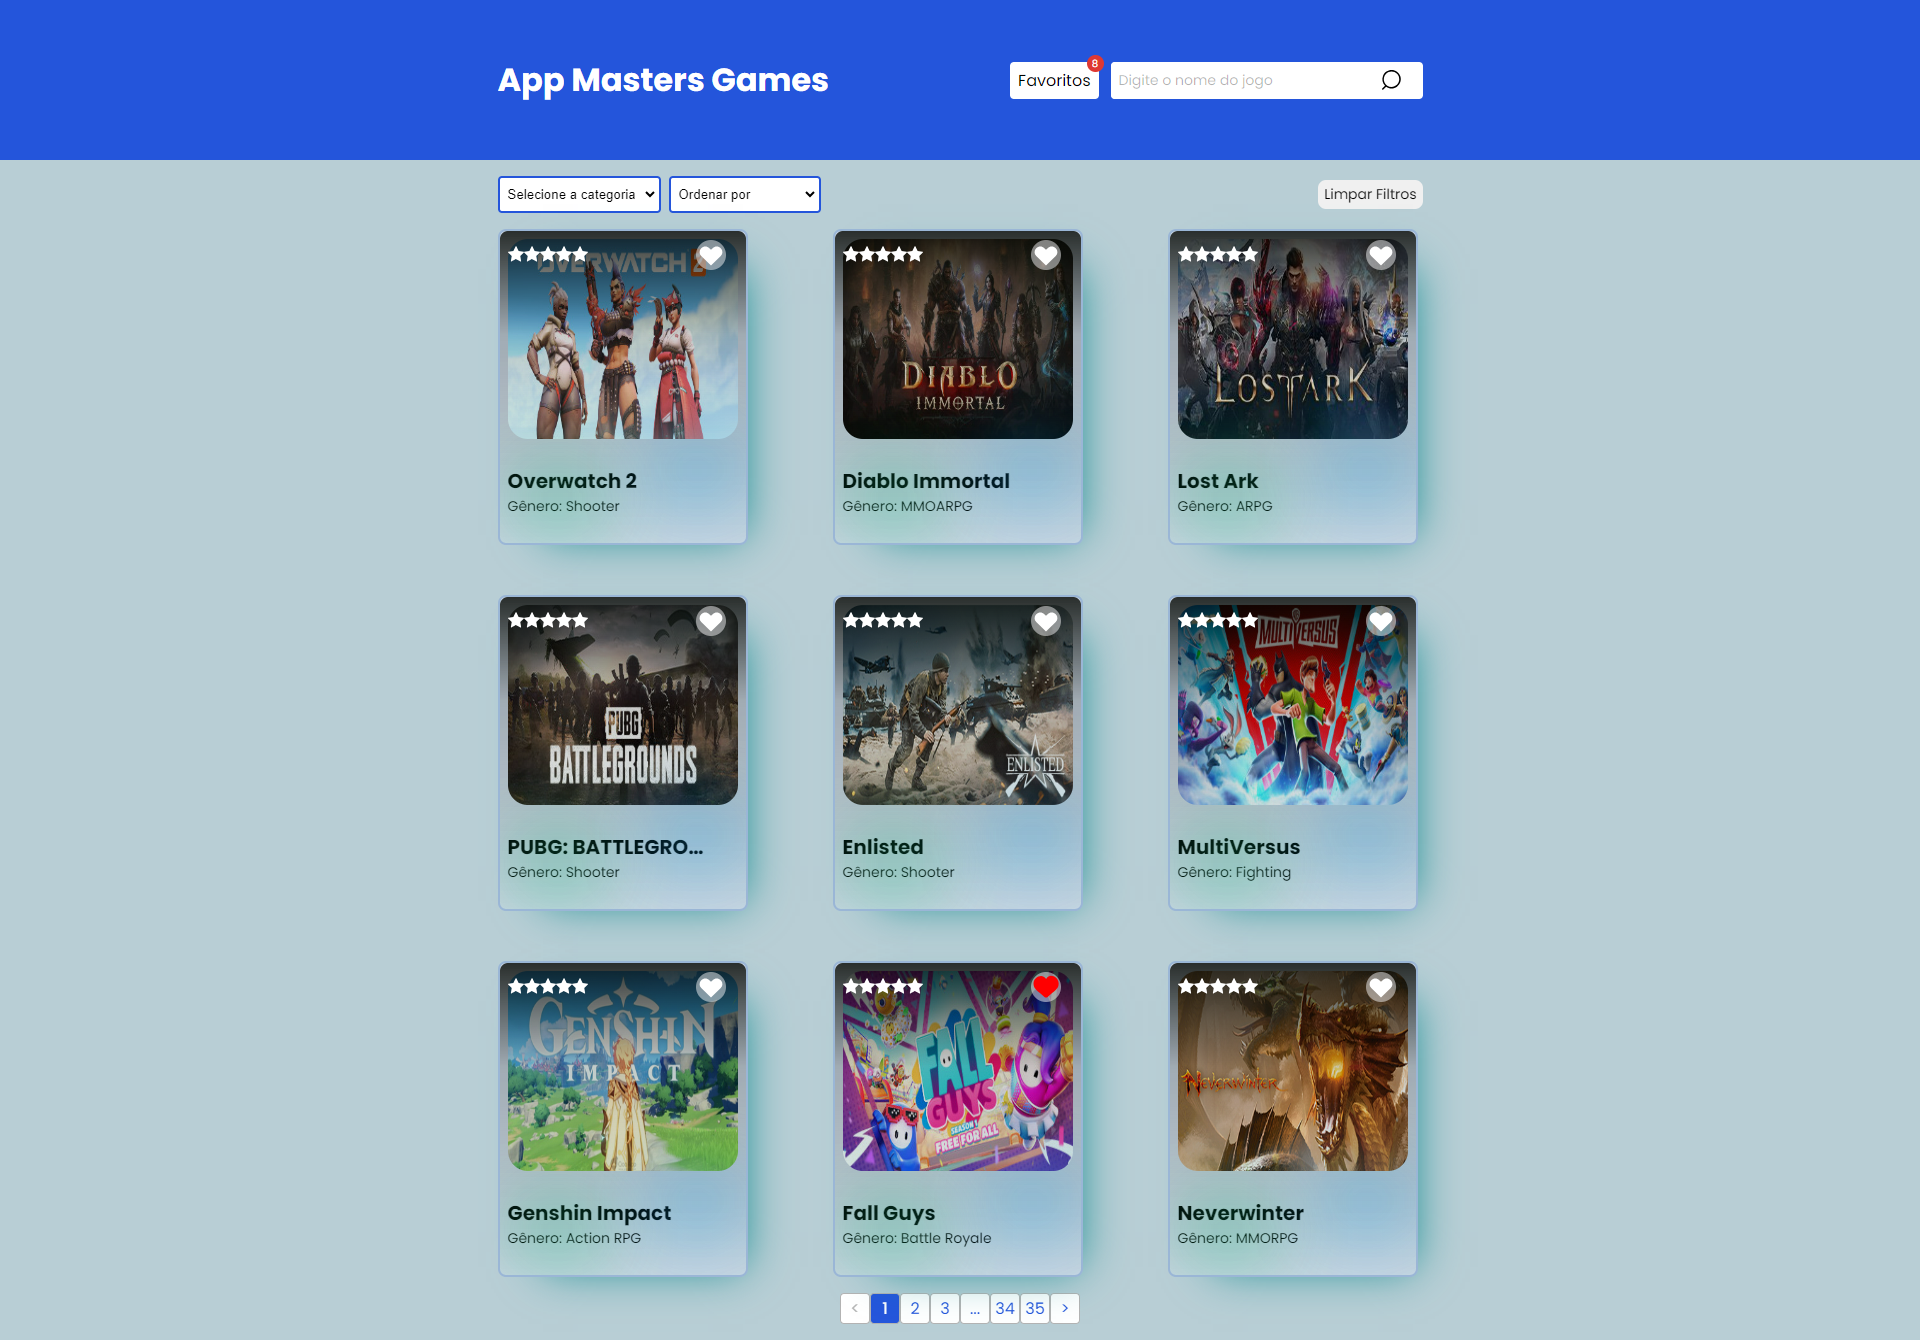 App Masters Games
Favoritos
8
Digite o nome do jogo
Selecione a categoria
Ordenar por
Limpar Filtros
OVERWATCH 2
Overwatch 2
Gênero: Shooter
DIABLO
IMMORTAL
Diablo Immortal
Gênero: MMOARPG
LOST ARK
Lost Ark
Gênero: ARPG
PUBG
BATTLEGROUNDS
PUBG: BATTLEGRO...
Gênero: Shooter
ENLISTED
Enlisted
Gênero: Shooter
MULTIVERSUS
MultiVersus
Gênero: Fighting
GENSHIN
IMPACT
Genshin Impact
Gênero: Action RPG
FALL
GUYS
SEASON 1
FREE FOR ALL
Fall Guys
Gênero: Battle Royale
NEVERWINTER
Neverwinter
Gênero: MMORPG
< 1 2 3 ... 34 35 >